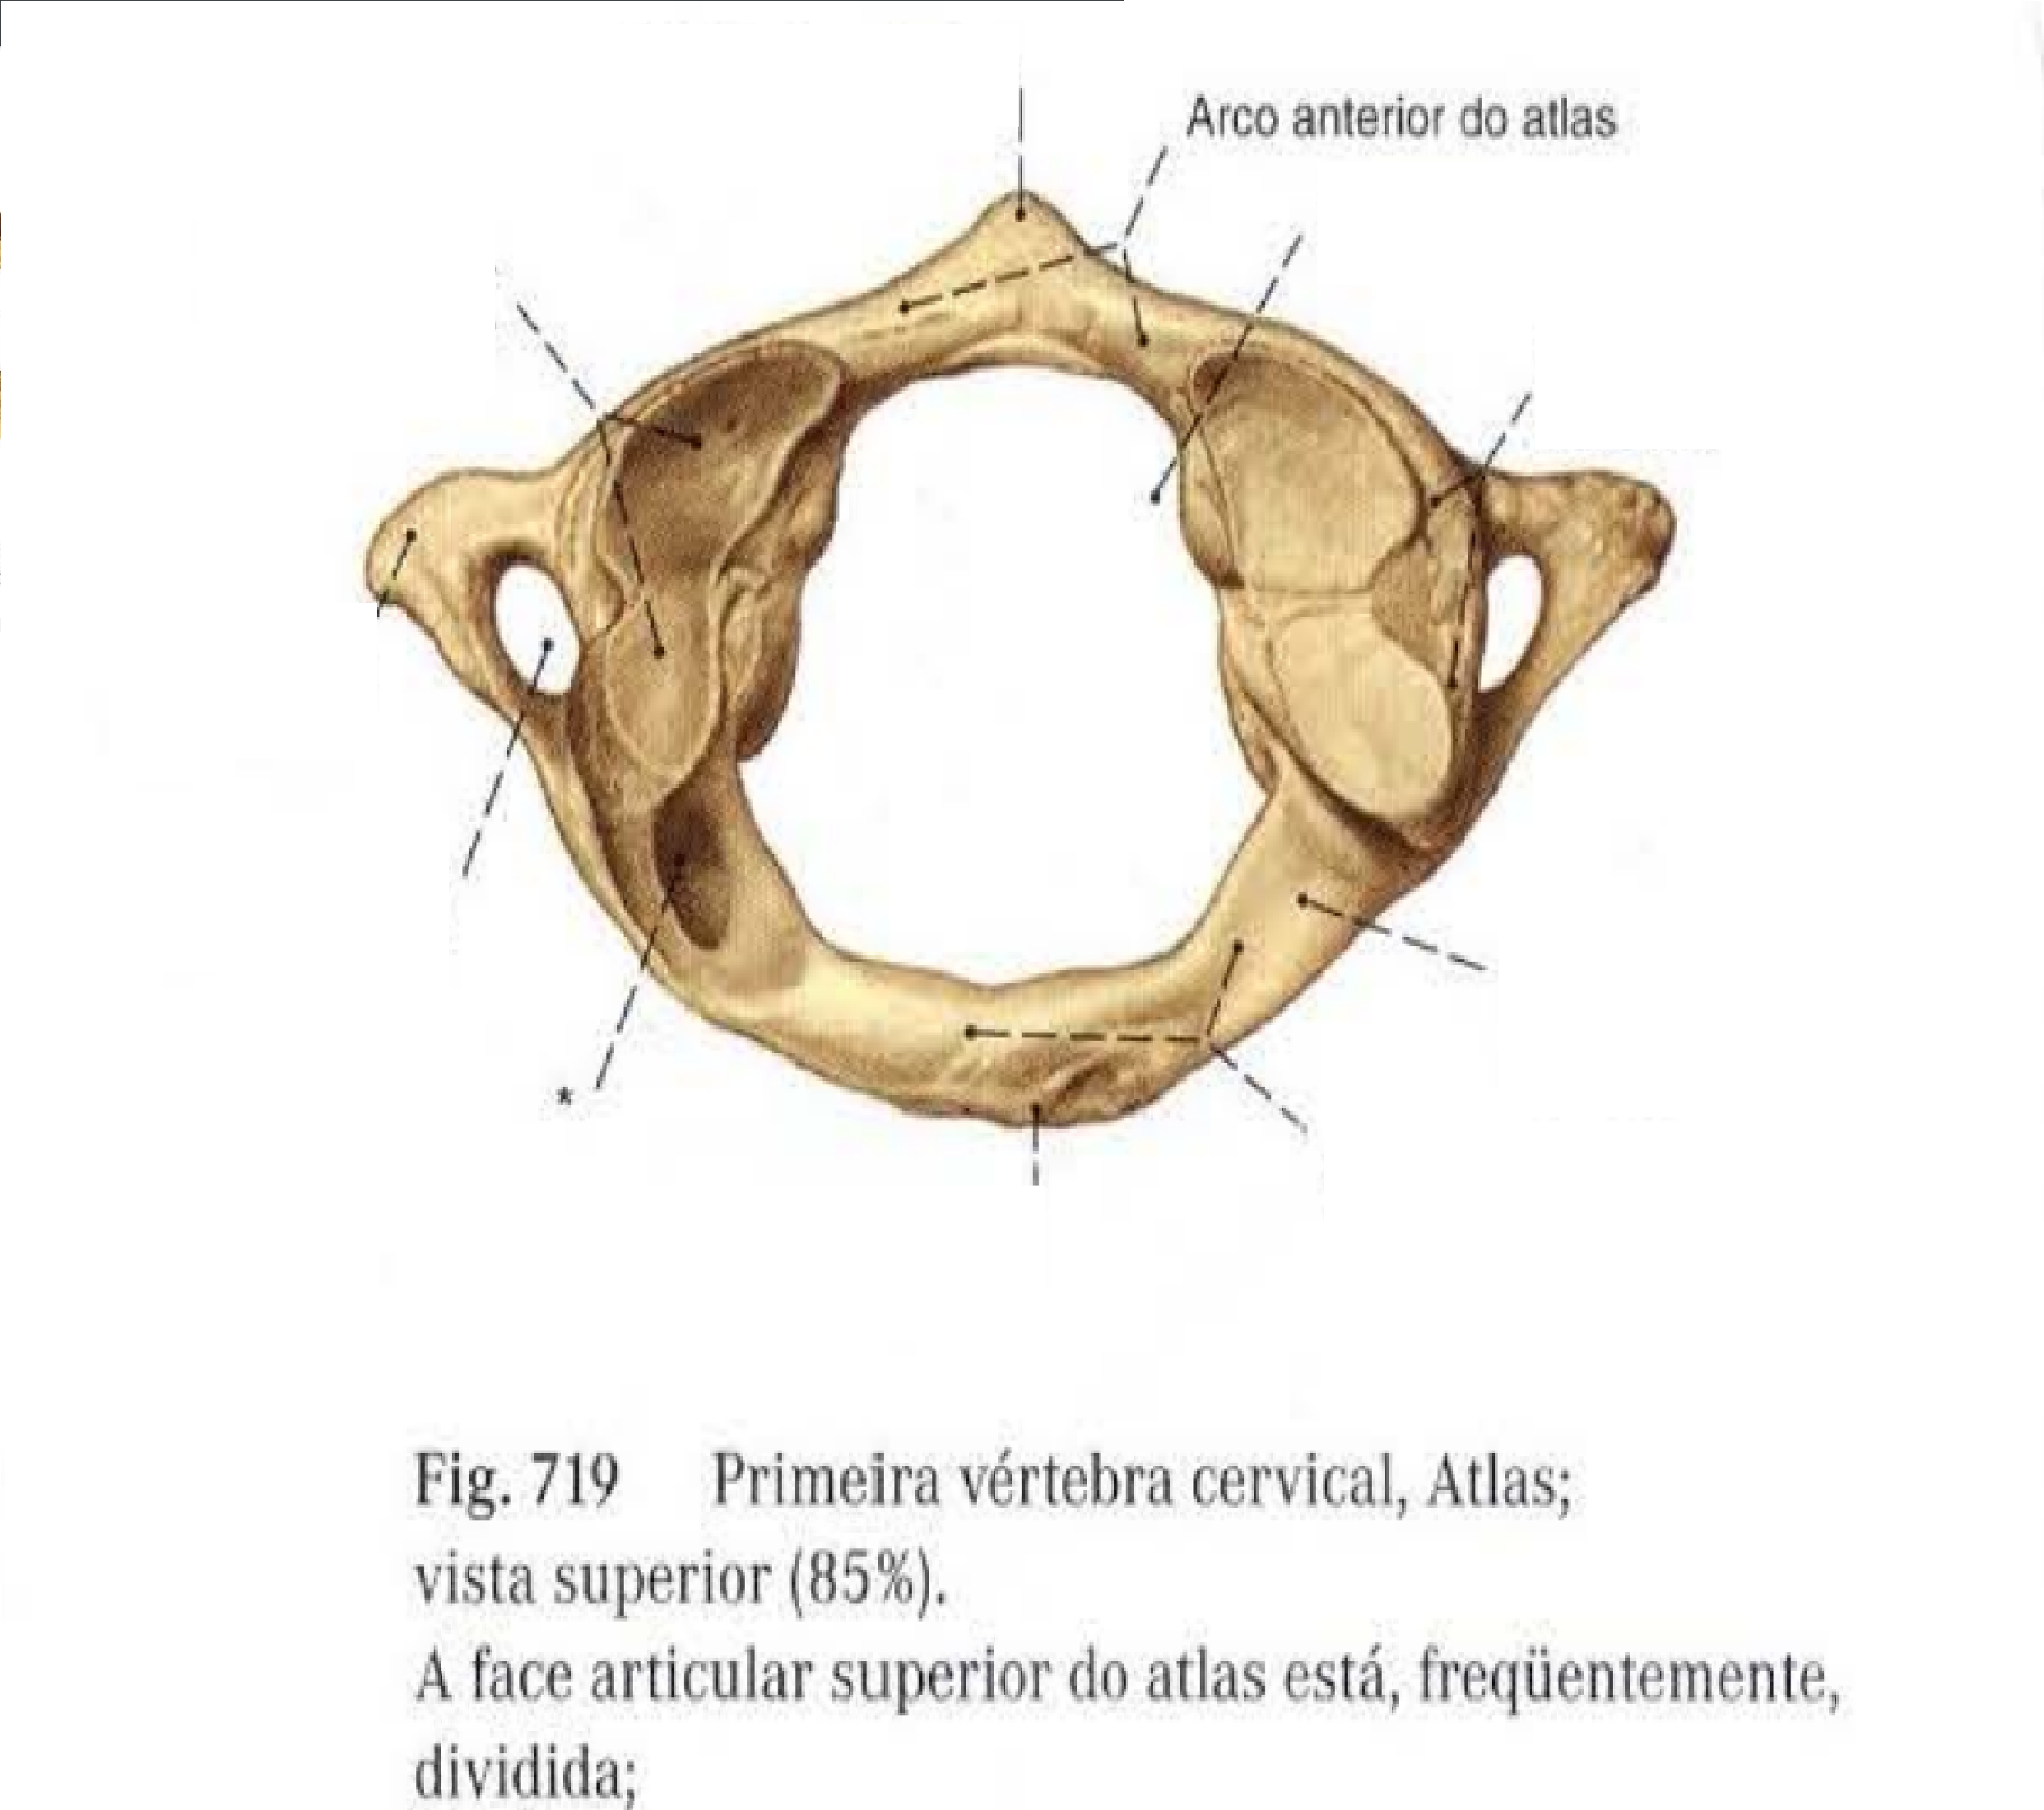 Arco anterior do atlas
*
Fig. 719 Primeira vértebra cervical, Atlas;
vista superior (85%).
A face articular superior do atlas está, freqüentemente,
dividida;